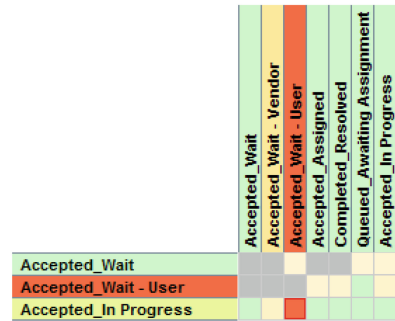 Accepted_Wait
Accepted_Wait - Vendor
Accepted_Wait - User
Accepted_Assigned
Completed_Resolved
Queued_Awaiting Assignment
Accepted_In Progress
Accepted_Wait
Accepted_Wait - User
Accepted_In Progress